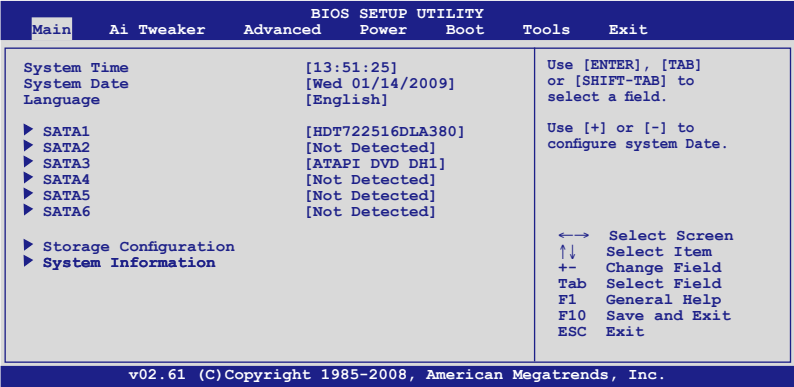 BIOS SETUP UTILITY
Main Ai Tweaker Advanced Power Boot Tools Exit
System Time [13:51:25]
System Date [Wed 01/14/2009]
Language [English]
SATA1 [HDT722516DLA380]
SATA2 [Not Detected]
SATA3 [ATAPI DVD DH1]
SATA4 [Not Detected]
SATA5 [Not Detected]
SATA6 [Not Detected]
Storage Configuration
System Information
Use [ENTER], [TAB]
or [SHIFT-TAB] to
select a field.
Use [+] or [-] to
configure system Date.
←→ Select Screen
↑↓ Select Item
+- Change Field
Tab Select Field
F1 General Help
F10 Save and Exit
ESC Exit
v02.61 (C)Copyright 1985-2008, American Megatrends, Inc.